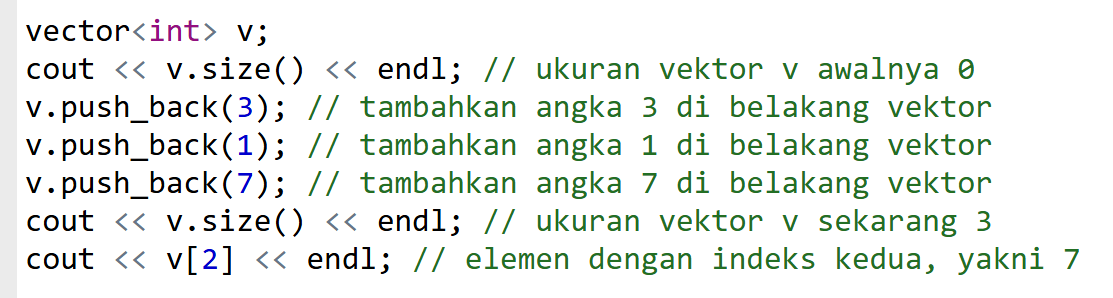 vector<int> v;
cout << v.size() << endl; // ukuran vektor v awalnya 0
v.push_back(3); // tambahkan angka 3 di belakang vektor
v.push_back(1); // tambahkan angka 1 di belakang vektor
v.push_back(7); // tambahkan angka 7 di belakang vektor
cout << v.size() << endl; // ukuran vektor v sekarang 3
cout << v[2] << endl; // elemen dengan indeks kedua, yakni 7